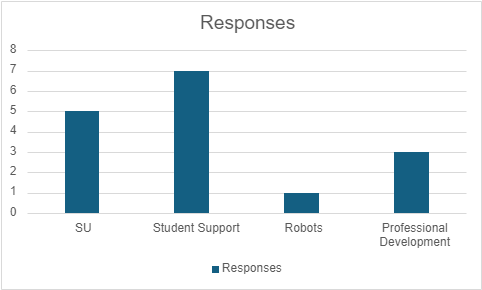 Responses
8
7
6
5
4
3
2
1
0
SU
Student Support
Robots
Professional
Development
Responses